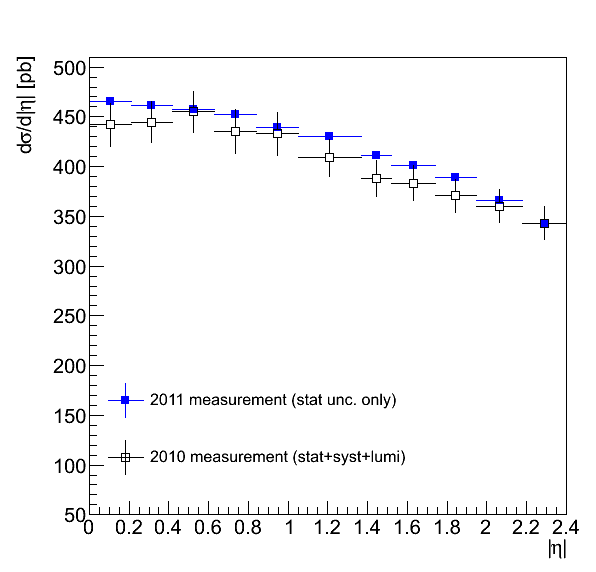 dσ/d|η| [pb]
500
450
400
350
300
250
200
150
100
50
2011 measurement (stat unc. only)
2010 measurement (stat+syst+lumi)
0 0.2 0.4 0.6 0.8 1 1.2 1.4 1.6 1.8 2 2.2 2.4
|η|